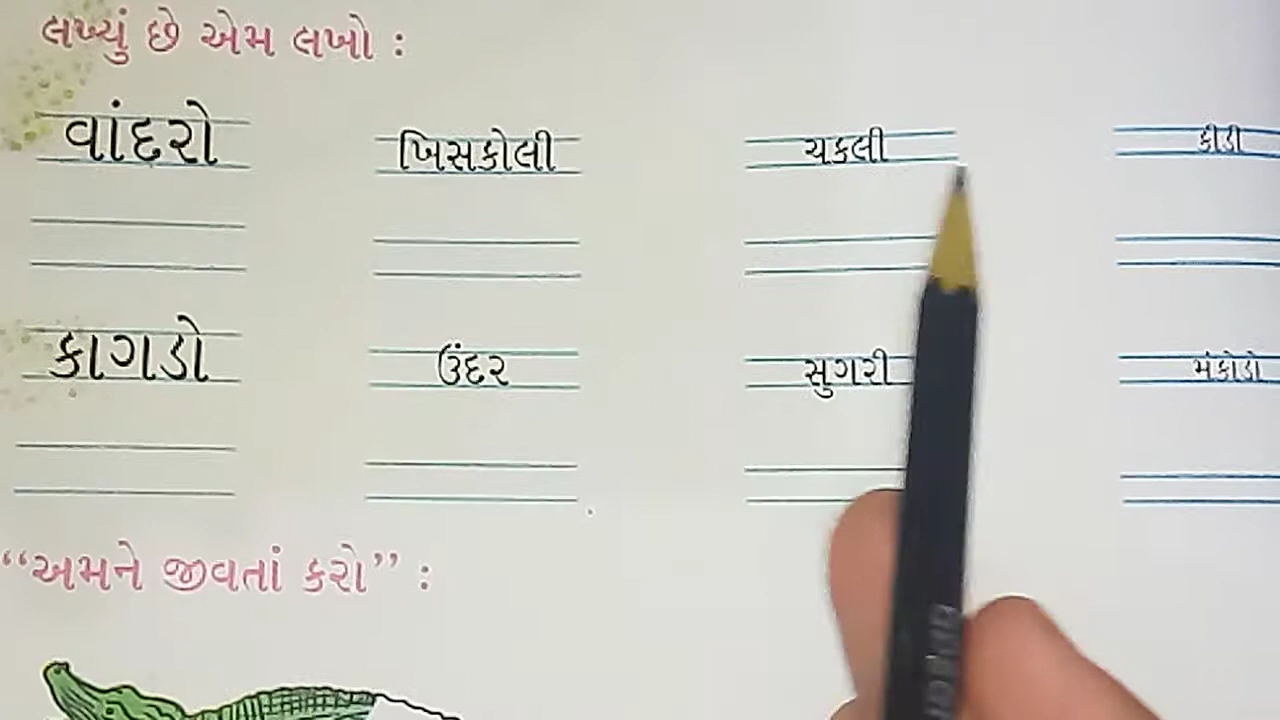 લખ્યું છે એમ લખો :
વાંદરો ખિસકોલી ચકલી કીડી
કાગડો ઉંદર સુગરી મંકોડો
“અમને જીવતાં કરો” :